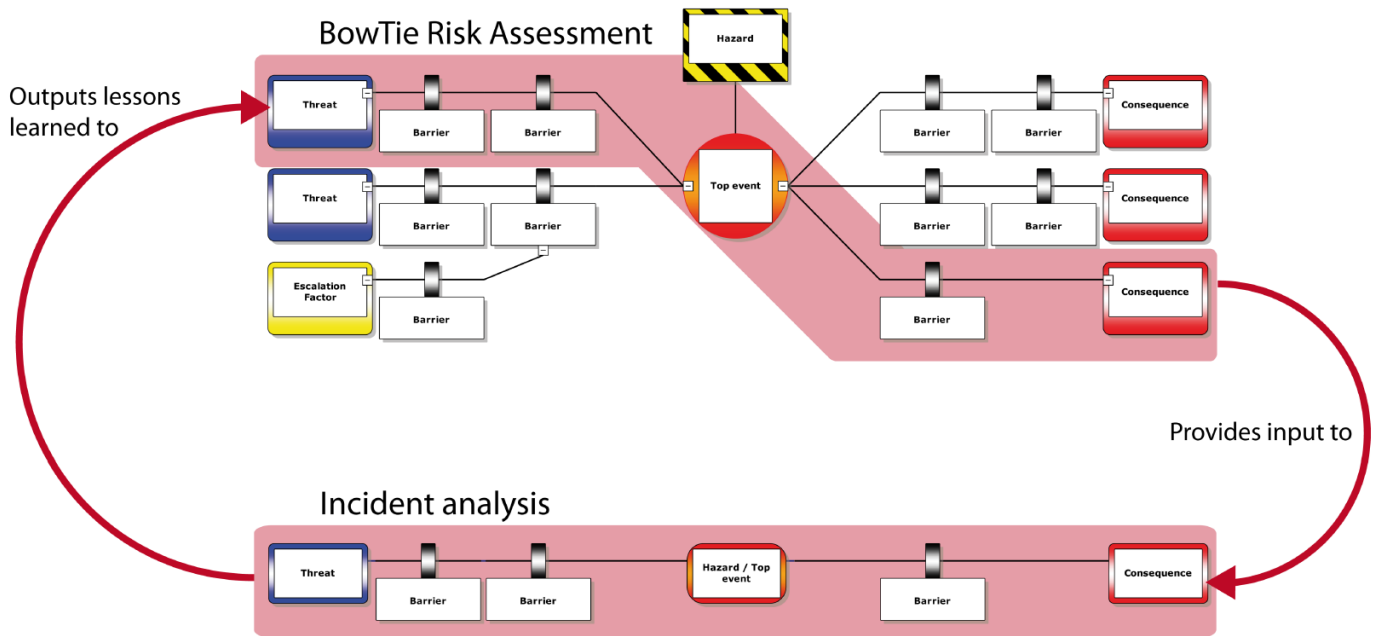 BowTie Risk Assessment
Hazard
Outputs lessons
learned to
Threat
Barrier
Barrier
Top event
Barrier
Barrier
Consequence
Threat
Barrier
Barrier
Barrier
Barrier
Consequence
Escalation
Factor
Barrier
Barrier
Consequence
Provides input to
Incident analysis
Threat
Barrier
Barrier
Hazard / Top
event
Barrier
Consequence